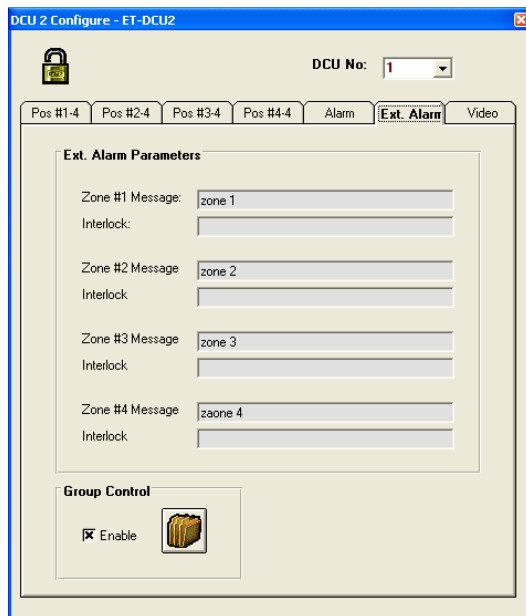 DCU 2 Configure - ET-DCU2
DCU No: 1
Pos #1-4 Pos #2-4 Pos #3-4 Pos #4-4 Alarm Ext. Alarm Video
Ext. Alarm Parameters
Zone #1 Message: zone 1
Interlock:
Zone #2 Message zone 2
Interlock
Zone #3 Message zone 3
Interlock
Zone #4 Message zaone 4
Interlock
Group Control
Enable